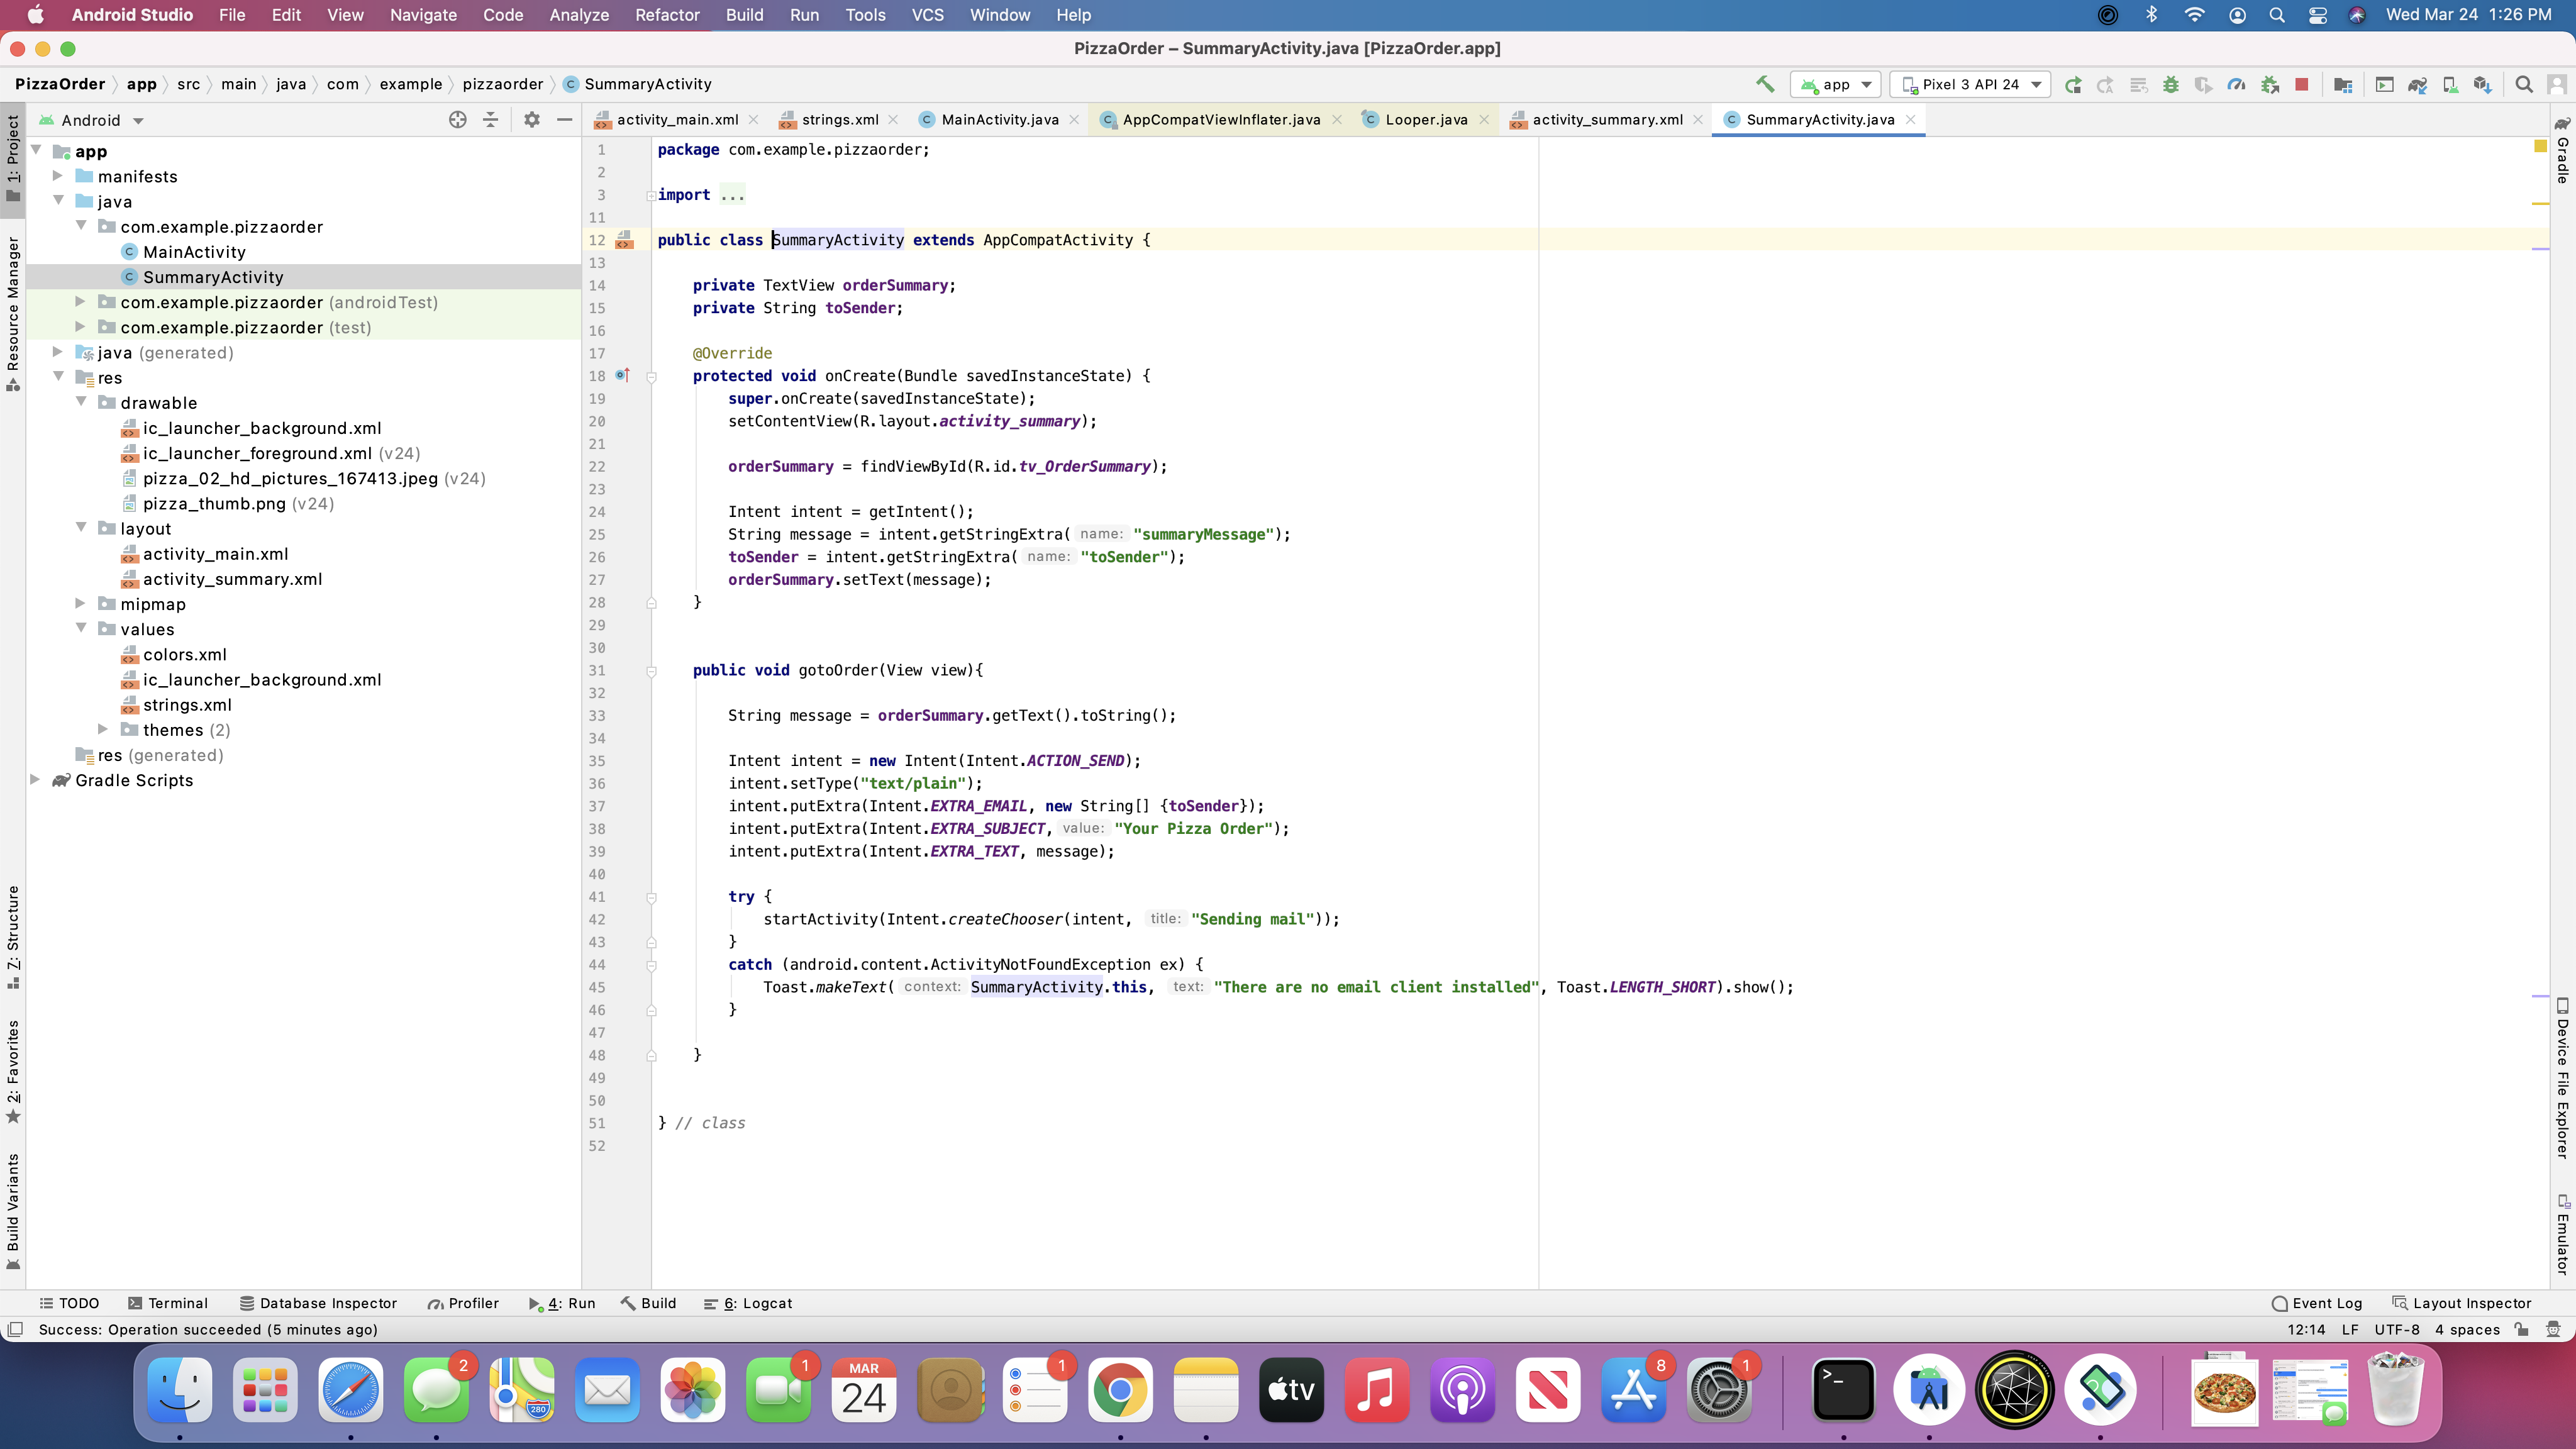 Android Studio File Edit View Navigate Code Analyze Refactor Build Run Tools VCS Window Help Wed Mar 24 1:26 PM
PizzaOrder – SummaryActivity.java [PizzaOrder.app]
PizzaOrder app src main java com example pizzaorder SummaryActivity app Pixel 3 API 24
Android
activity_main.xml strings.xml MainActivity.java AppCompatViewInflater.java Looper.java activity_summary.xml SummaryActivity.java
1: Project
Resource Manager
7: Structure
2: Favorites
Build Variants
app
manifests
java
com.example.pizzaorder
MainActivity
SummaryActivity
com.example.pizzaorder (androidTest)
com.example.pizzaorder (test)
java (generated)
res
drawable
ic_launcher_background.xml
ic_launcher_foreground.xml (v24)
pizza_02_hd_pictures_167413.jpeg (v24)
pizza_thumb.png (v24)
layout
activity_main.xml
activity_summary.xml
mipmap
values
colors.xml
ic_launcher_background.xml
strings.xml
themes (2)
res (generated)
Gradle Scripts
1 package com.example.pizzaorder;
2
3 import ...
11
12 public class SummaryActivity extends AppCompatActivity {
13
14 private TextView orderSummary;
15 private String toSender;
16
17 @Override
18 protected void onCreate(Bundle savedInstanceState) {
19 super.onCreate(savedInstanceState);
20 setContentView(R.layout.activity_summary);
21
22 orderSummary = findViewById(R.id.tv_OrderSummary);
23
24 Intent intent = getIntent();
25 String message = intent.getStringExtra( name: "summaryMessage");
26 toSender = intent.getStringExtra( name: "toSender");
27 orderSummary.setText(message);
28 }
29
30
31 public void gotoOrder(View view){
32
33 String message = orderSummary.getText().toString();
34
35 Intent intent = new Intent(Intent.ACTION_SEND);
36 intent.setType("text/plain");
37 intent.putExtra(Intent.EXTRA_EMAIL, new String[] {toSender});
38 intent.putExtra(Intent.EXTRA_SUBJECT, value: "Your Pizza Order");
39 intent.putExtra(Intent.EXTRA_TEXT, message);
40
41 try {
42 startActivity(Intent.createChooser(intent, title: "Sending mail"));
43 }
44 catch (android.content.ActivityNotFoundException ex) {
45 Toast.makeText( context: SummaryActivity.this, text: "There are no email client installed", Toast.LENGTH_SHORT).show();
46 }
47
48 }
49
50
51 } // class
52
Gradle
Device File Explorer
Emulator
TODO Terminal Database Inspector Profiler 4: Run Build 6: Logcat Event Log Layout Inspector
Success: Operation succeeded (5 minutes ago) 12:14 LF UTF-8 4 spaces
2 280 1 MAR 24 1 tv 8 1 >_